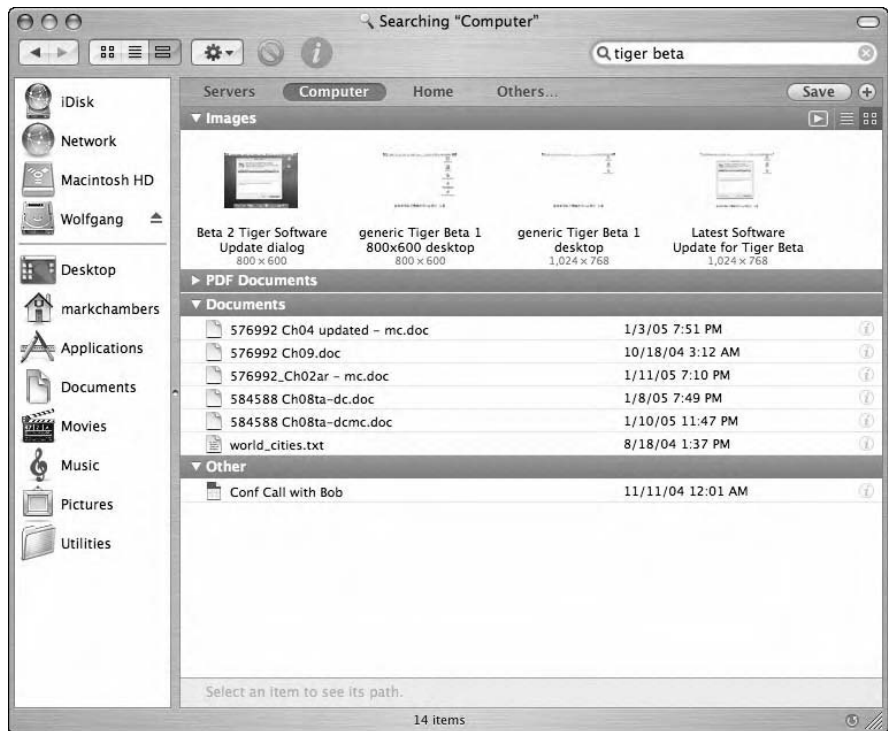 Searching "Computer"
tiger beta
iDisk
Network
Macintosh HD
Wolfgang
Desktop
markchambers
Applications
Documents
Movies
Music
Pictures
Utilities
Servers Computer Home Others... Save
Images
Beta 2 Tiger Software Update dialog
800 × 600
generic Tiger Beta 1 800x600 desktop
800 × 600
generic Tiger Beta 1 desktop
1,024 × 768
Latest Software Update for Tiger Beta
1,024 × 768
PDF Documents
Documents
576992 Ch04 updated – mc.doc 1/3/05 7:51 PM
576992 Ch09.doc 10/18/04 3:12 AM
576992_Ch02ar – mc.doc 1/11/05 7:10 PM
584588 Ch08ta-dc.doc 1/8/05 7:49 PM
584588 Ch08ta-dcmc.doc 1/10/05 11:47 PM
world_cities.txt 8/18/04 1:37 PM
Other
Conf Call with Bob 11/11/04 12:01 AM
Select an item to see its path.
14 items